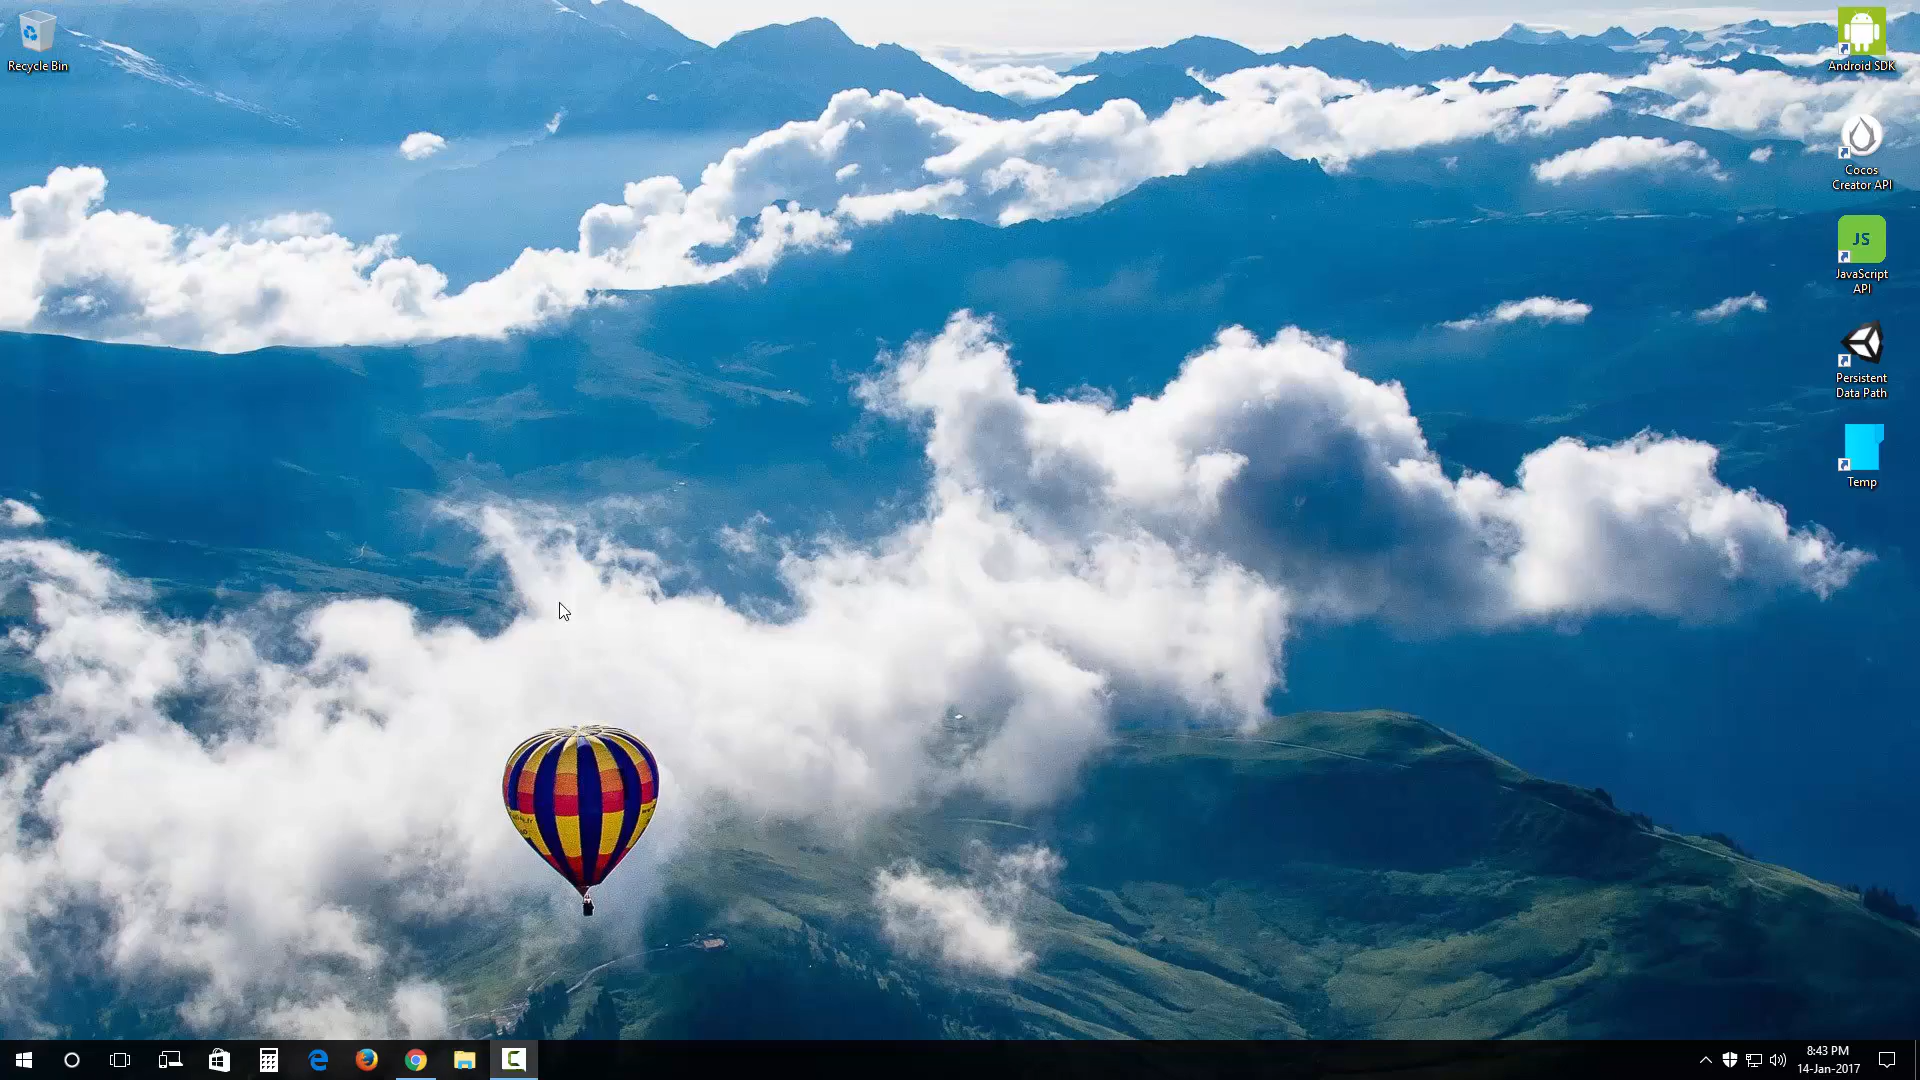 Recycle Bin
Android SDK
Cocos
Creator API
JS
JavaScript
API
Persistent
Data Path
Temp
8:43 PM
14-Jan-2017